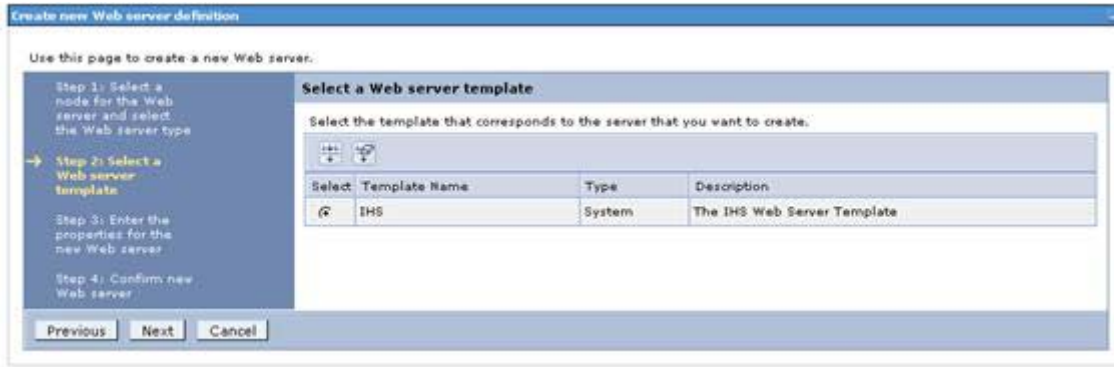 Create new Web server definition
Use this page to create a new Web server.
Step 1: Select a
node for the Web
server and select
the Web server type
Step 2: Select a
Web server
template
Step 3: Enter the
properties for the
new Web server
Step 4: Confirm new
Web server
Select a Web server template
Select the template that corresponds to the server that you want to create.
Select Template Name Type Description
IHS System The IHS Web Server Template
Previous Next Cancel